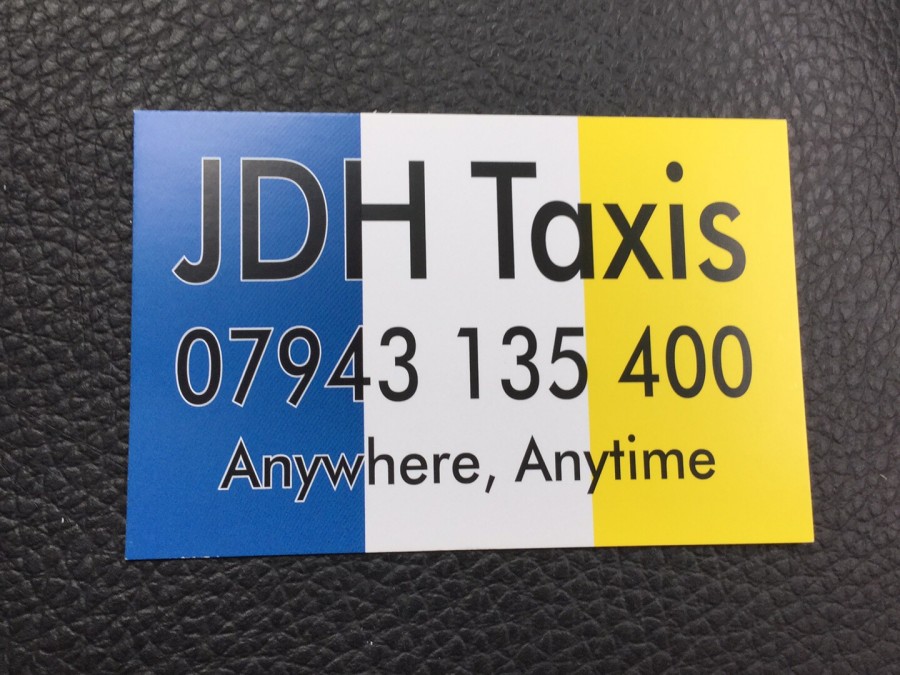 JDH Taxis
07943 135 400
Anywhere, Anytime